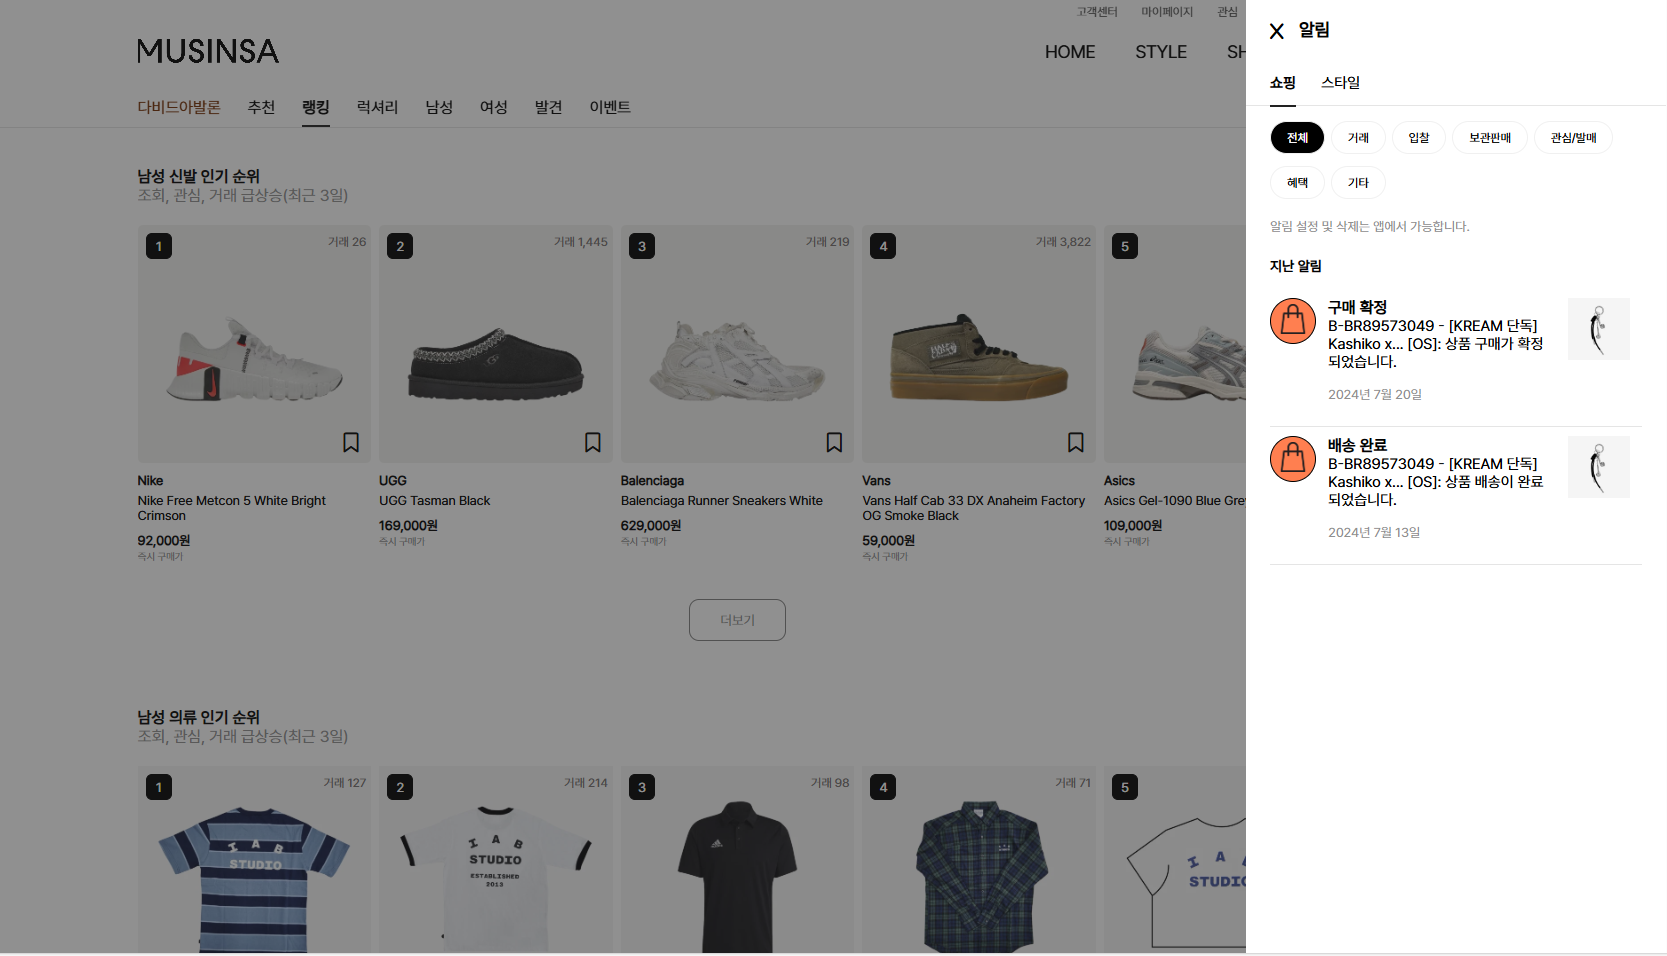 고객센터 마이페이지 관심
MUSINSA
HOME STYLE SH
다비드아발론 추천 랭킹 럭셔리 남성 여성 발견 이벤트
남성 신발 인기 순위
조회, 관심, 거래 급상승(최근 3일)
1 거래 26
2 거래 1,445
3 거래 219
4 거래 3,822
5
Nike
Nike Free Metcon 5 White Bright
Crimson
92,000원
즉시 구매가
UGG
UGG Tasman Black
169,000원
즉시 구매가
Balenciaga
Balenciaga Runner Sneakers White
629,000원
즉시 구매가
Vans
Vans Half Cab 33 DX Anaheim Factory
OG Smoke Black
59,000원
즉시 구매가
Asics
Asics Gel-1090 Blue Grey
109,000원
즉시 구매가
더보기
남성 의류 인기 순위
조회, 관심, 거래 급상승(최근 3일)
1 거래 127
2 거래 214
3 거래 98
4 거래 71
5
I A B
STUDIO
I A B
STUDIO
ESTABLISHED
2013
I A B
STUDIO
알림
쇼핑 스타일
전체 거래 입찰 보관판매 관심/발매
혜택 기타
알림 설정 및 삭제는 앱에서 가능합니다.
지난 알림
구매 확정
B-BR89573049 - [KREAM 단독]
Kashiko x... [OS]: 상품 구매가 확정
되었습니다.
2024년 7월 20일
배송 완료
B-BR89573049 - [KREAM 단독]
Kashiko x... [OS]: 상품 배송이 완료
되었습니다.
2024년 7월 13일